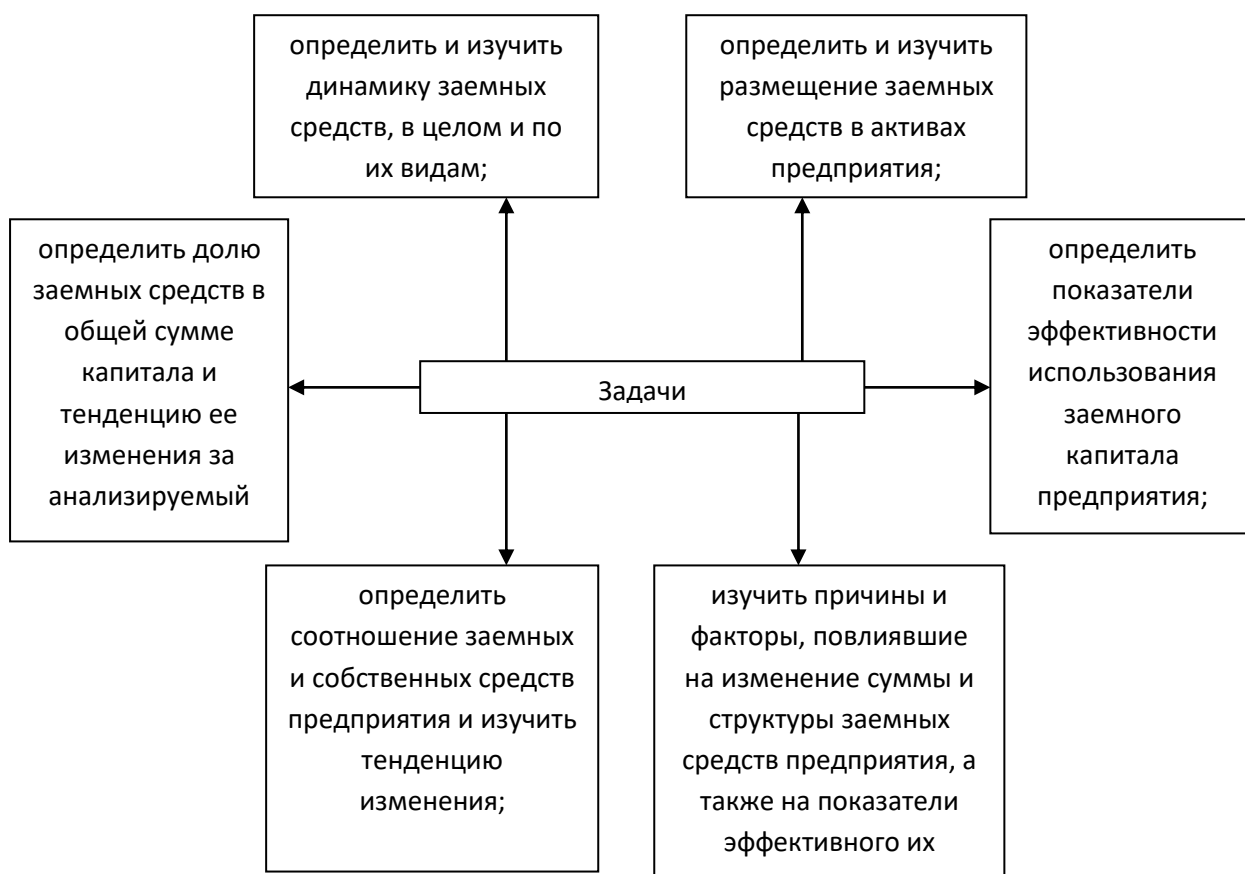 определить и изучить
динамику заемных
средств, в целом и по
их видам;
определить и изучить
размещение заемных
средств в активах
предприятия;
определить долю
заемных средств в
общей сумме
капитала и
тенденцию ее
изменения за
анализируемый
Задачи
определить
показатели
эффективности
использования
заемного
капитала
предприятия;
определить
соотношение заемных
и собственных средств
предприятия и изучить
тенденцию
изменения;
изучить причины и
факторы, повлиявшие
на изменение суммы и
структуры заемных
средств предприятия, а
также на показатели
эффективного их